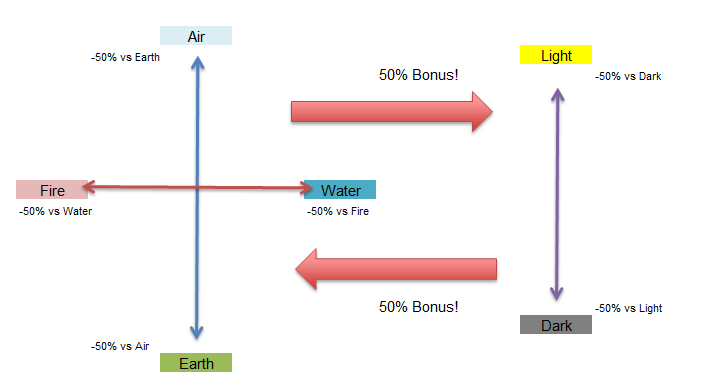 Air
-50% vs Earth
Light
50% Bonus!
-50% vs Dark
Fire
Water
-50% vs Water
-50% vs Fire
50% Bonus!
-50% vs Light
Dark
-50% vs Air
Earth